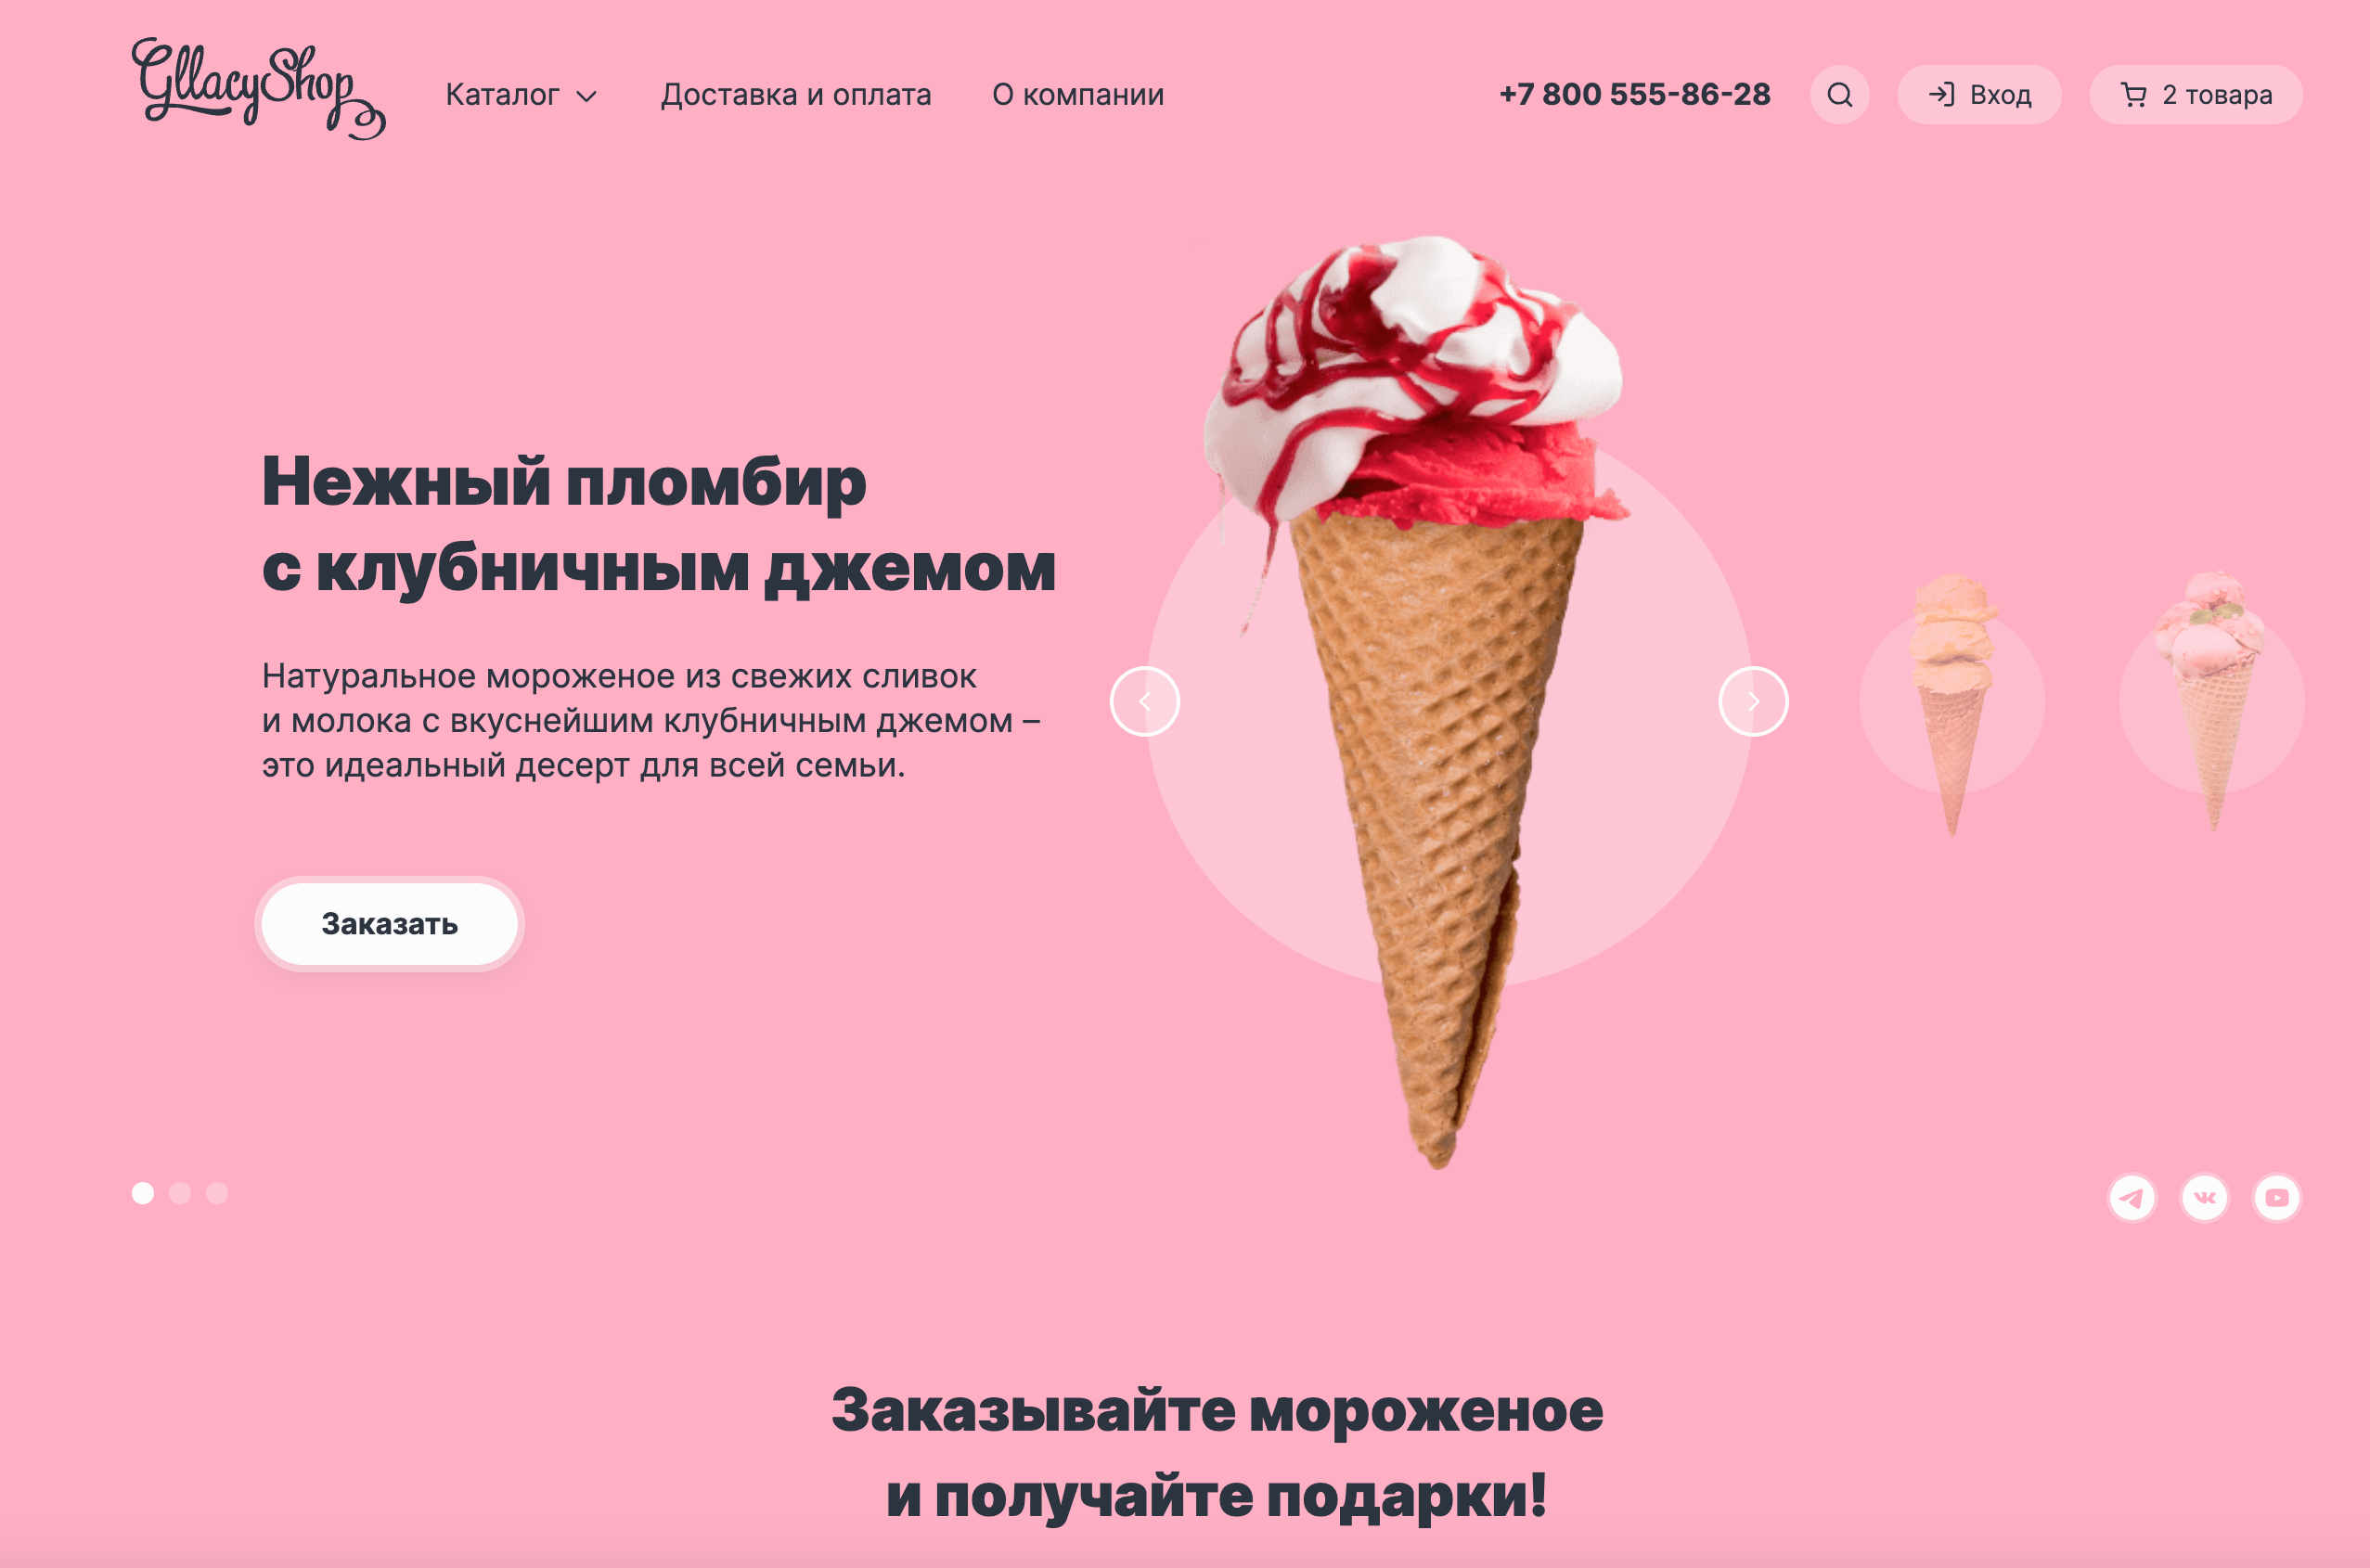 GllacyShop
Каталог
Доставка и оплата
О компании
+7 800 555-86-28
Вход
2 товара
Нежный пломбир
с клубничным джемом
Натуральное мороженое из свежих сливок
и молока с вкуснейшим клубничным джемом –
это идеальный десерт для всей семьи.
Заказать
Заказывайте мороженое
и получайте подарки!